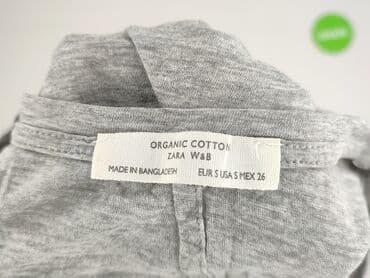 ORGANIC COTTON
ZARA W&B
MADE IN BANGLADESH EUR S USA S MEX 26